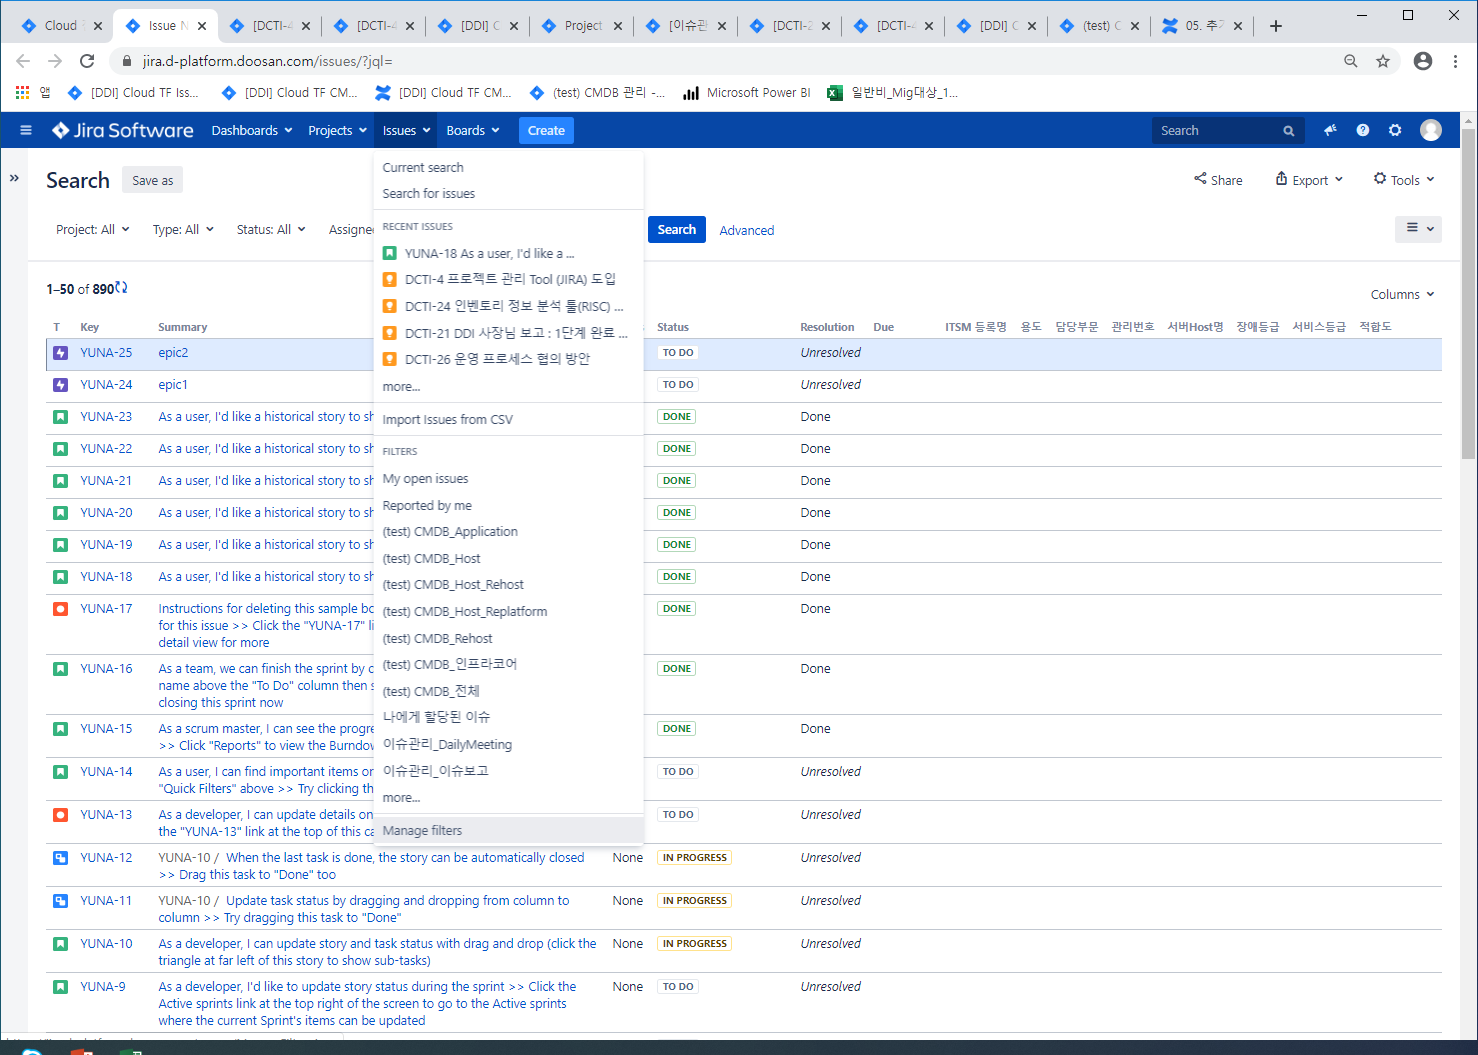 Cloud
Issue N
[DCTI-4
[DCTI-4
[DDI] C
Project
[이슈관
[DCTI-2
[DCTI-4
[DDI] C
(test) C
05. 추
jira.d-platform.doosan.com/issues/?jql=
앱
[DDI] Cloud TF Iss...
[DDI] Cloud TF CM...
[DDI] Cloud TF CM...
(test) CMDB 관리 -...
Microsoft Power BI
일반비_Mig대상_1...
Jira Software
Dashboards
Projects
Issues
Boards
Create
Search
Search
Save as
Share
Export
Tools
Project: All
Type: All
Status: All
Assignee
Search
Advanced
1–50 of 890
Columns
Current search
Search for issues
RECENT ISSUES
YUNA-18 As a user, I'd like a ...
DCTI-4 프로젝트 관리 Tool (JIRA) 도입
DCTI-24 인벤토리 정보 분석 툴(RISC) ...
DCTI-21 DDI 사장님 보고 : 1단계 완료 ...
DCTI-26 운영 프로세스 협의 방안
more...
Import Issues from CSV
FILTERS
My open issues
Reported by me
(test) CMDB_Application
(test) CMDB_Host
(test) CMDB_Host_Rehost
(test) CMDB_Host_Replatform
(test) CMDB_Rehost
(test) CMDB_인프라코어
(test) CMDB_전체
나에게 할당된 이슈
이슈관리_DailyMeeting
이슈관리_이슈보고
more...
Manage filters
T Key Summary Status Resolution Due ITSM 등록명 용도 담당부문 관리번호 서버Host명 장애등급 서비스등급 적합도
YUNA-25 epic2 TO DO Unresolved
YUNA-24 epic1 TO DO Unresolved
YUNA-23 As a user, I'd like a historical story to sh DONE Done
YUNA-22 As a user, I'd like a historical story to sh DONE Done
YUNA-21 As a user, I'd like a historical story to sh DONE Done
YUNA-20 As a user, I'd like a historical story to sh DONE Done
YUNA-19 As a user, I'd like a historical story to sh DONE Done
YUNA-18 As a user, I'd like a historical story to sh DONE Done
YUNA-17 Instructions for deleting this sample bo DONE Done
for this issue >> Click the "YUNA-17" li
detail view for more
YUNA-16 As a team, we can finish the sprint by c DONE Done
name above the "To Do" column then s
closing this sprint now
YUNA-15 As a scrum master, I can see the progre DONE Done
>> Click "Reports" to view the Burndow
YUNA-14 As a user, I can find important items or TO DO Unresolved
"Quick Filters" above >> Try clicking th
YUNA-13 As a developer, I can update details on TO DO Unresolved
the "YUNA-13" link at the top of this ca
YUNA-12 YUNA-10 / When the last task is done, the story can be automatically closed None IN PROGRESS Unresolved
>> Drag this task to "Done" too
YUNA-11 YUNA-10 / Update task status by dragging and dropping from column to None IN PROGRESS Unresolved
column >> Try dragging this task to "Done"
YUNA-10 As a developer, I can update story and task status with drag and drop (click the None IN PROGRESS Unresolved
triangle at far left of this story to show sub-tasks)
YUNA-9 As a developer, I'd like to update story status during the sprint >> Click the None TO DO Unresolved
Active sprints link at the top right of the screen to go to the Active sprints
where the current Sprint's items can be updated